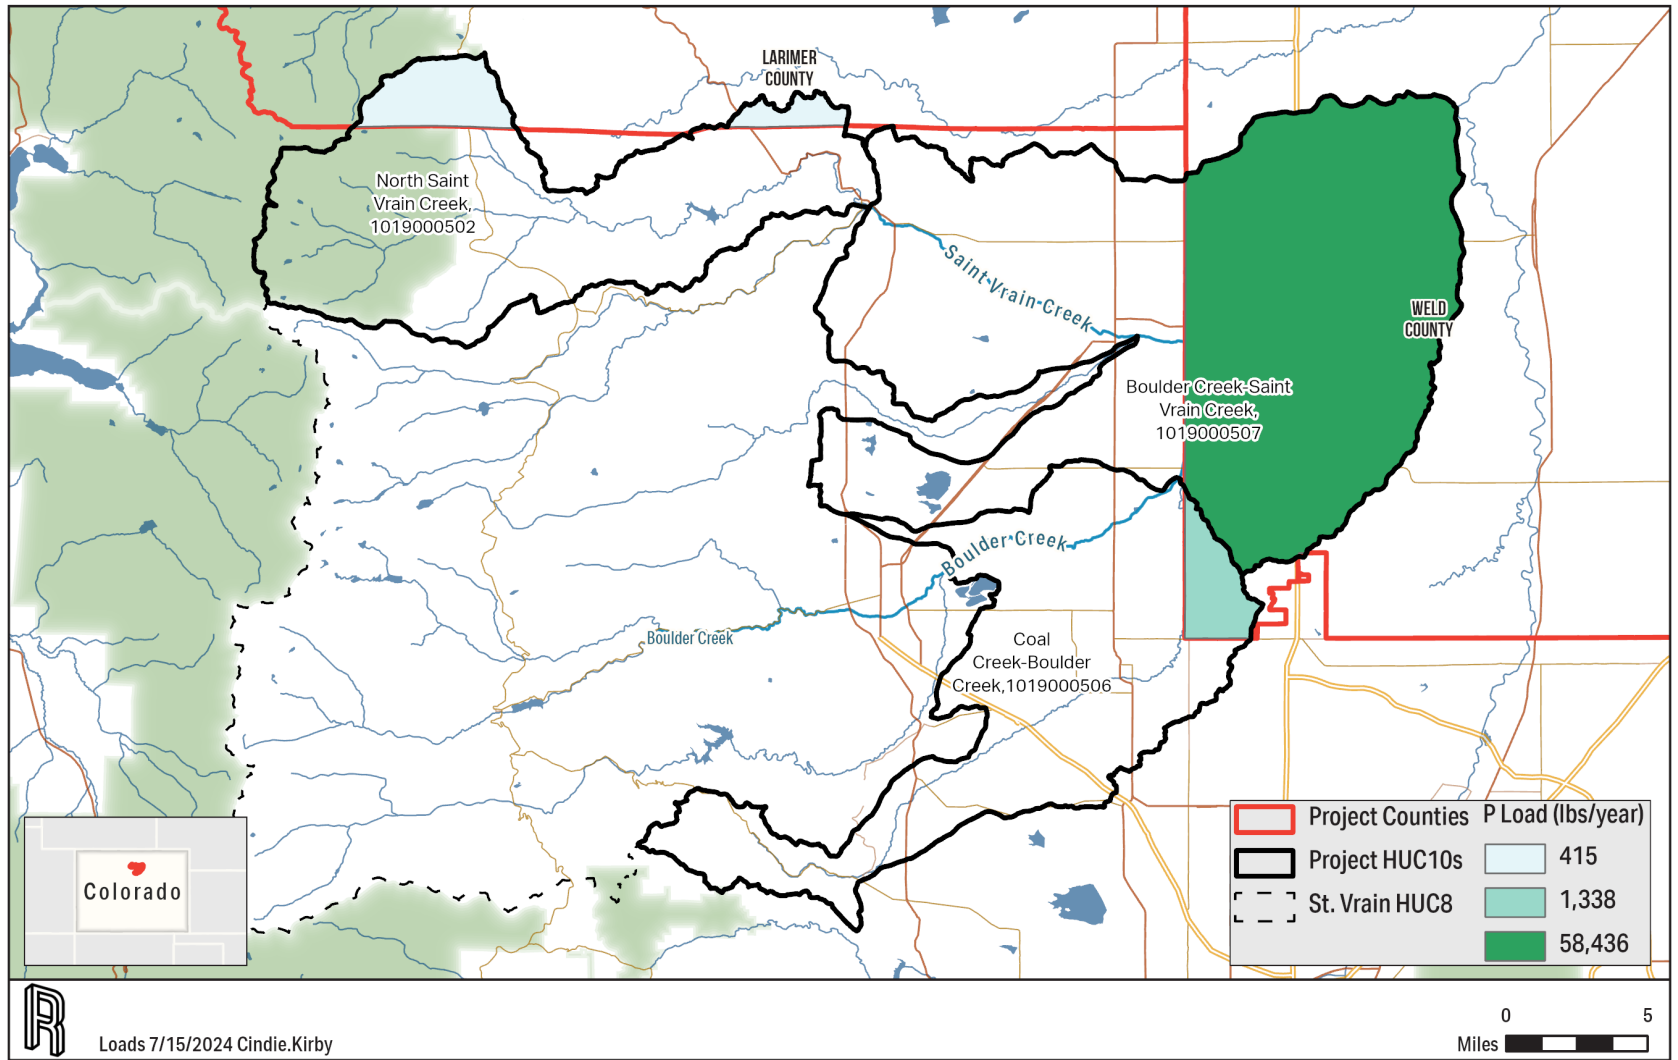 LARIMER
COUNTY
North Saint
Vrain Creek,
1019000502
Saint Vrain Creek
WELD
COUNTY
Boulder Creek-Saint
Vrain Creek,
1019000507
Boulder Creek
Boulder Creek
Coal
Creek-Boulder
Creek,1019000506
Colorado
Project Counties
Project HUC10s
St. Vrain HUC8
P Load (lbs/year)
415
1,338
58,436
R
Loads 7/15/2024 Cindie.Kirby
0 5
Miles